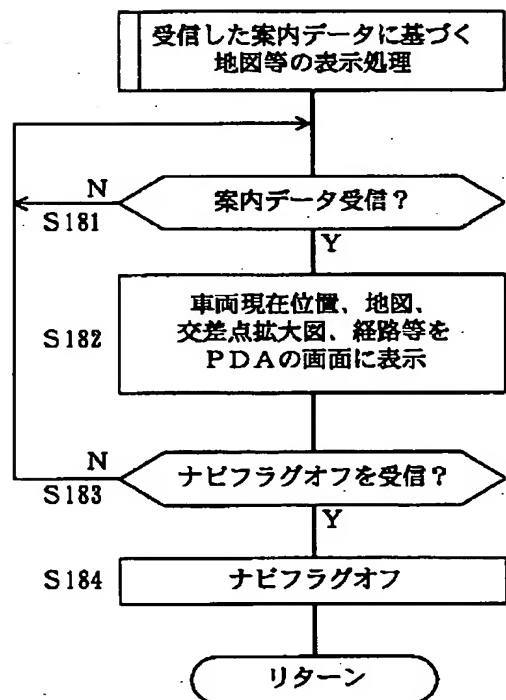 受信した案内データに基づく
地図等の表示処理
N
案内データ受信？
S181
Y
車両現在位置、地図、
S182
交差点拡大図、経路等を
PDAの画面に表示
N
ナビフラグオフを受信？
S183
Y
S184
ナビフラグオフ
リターン